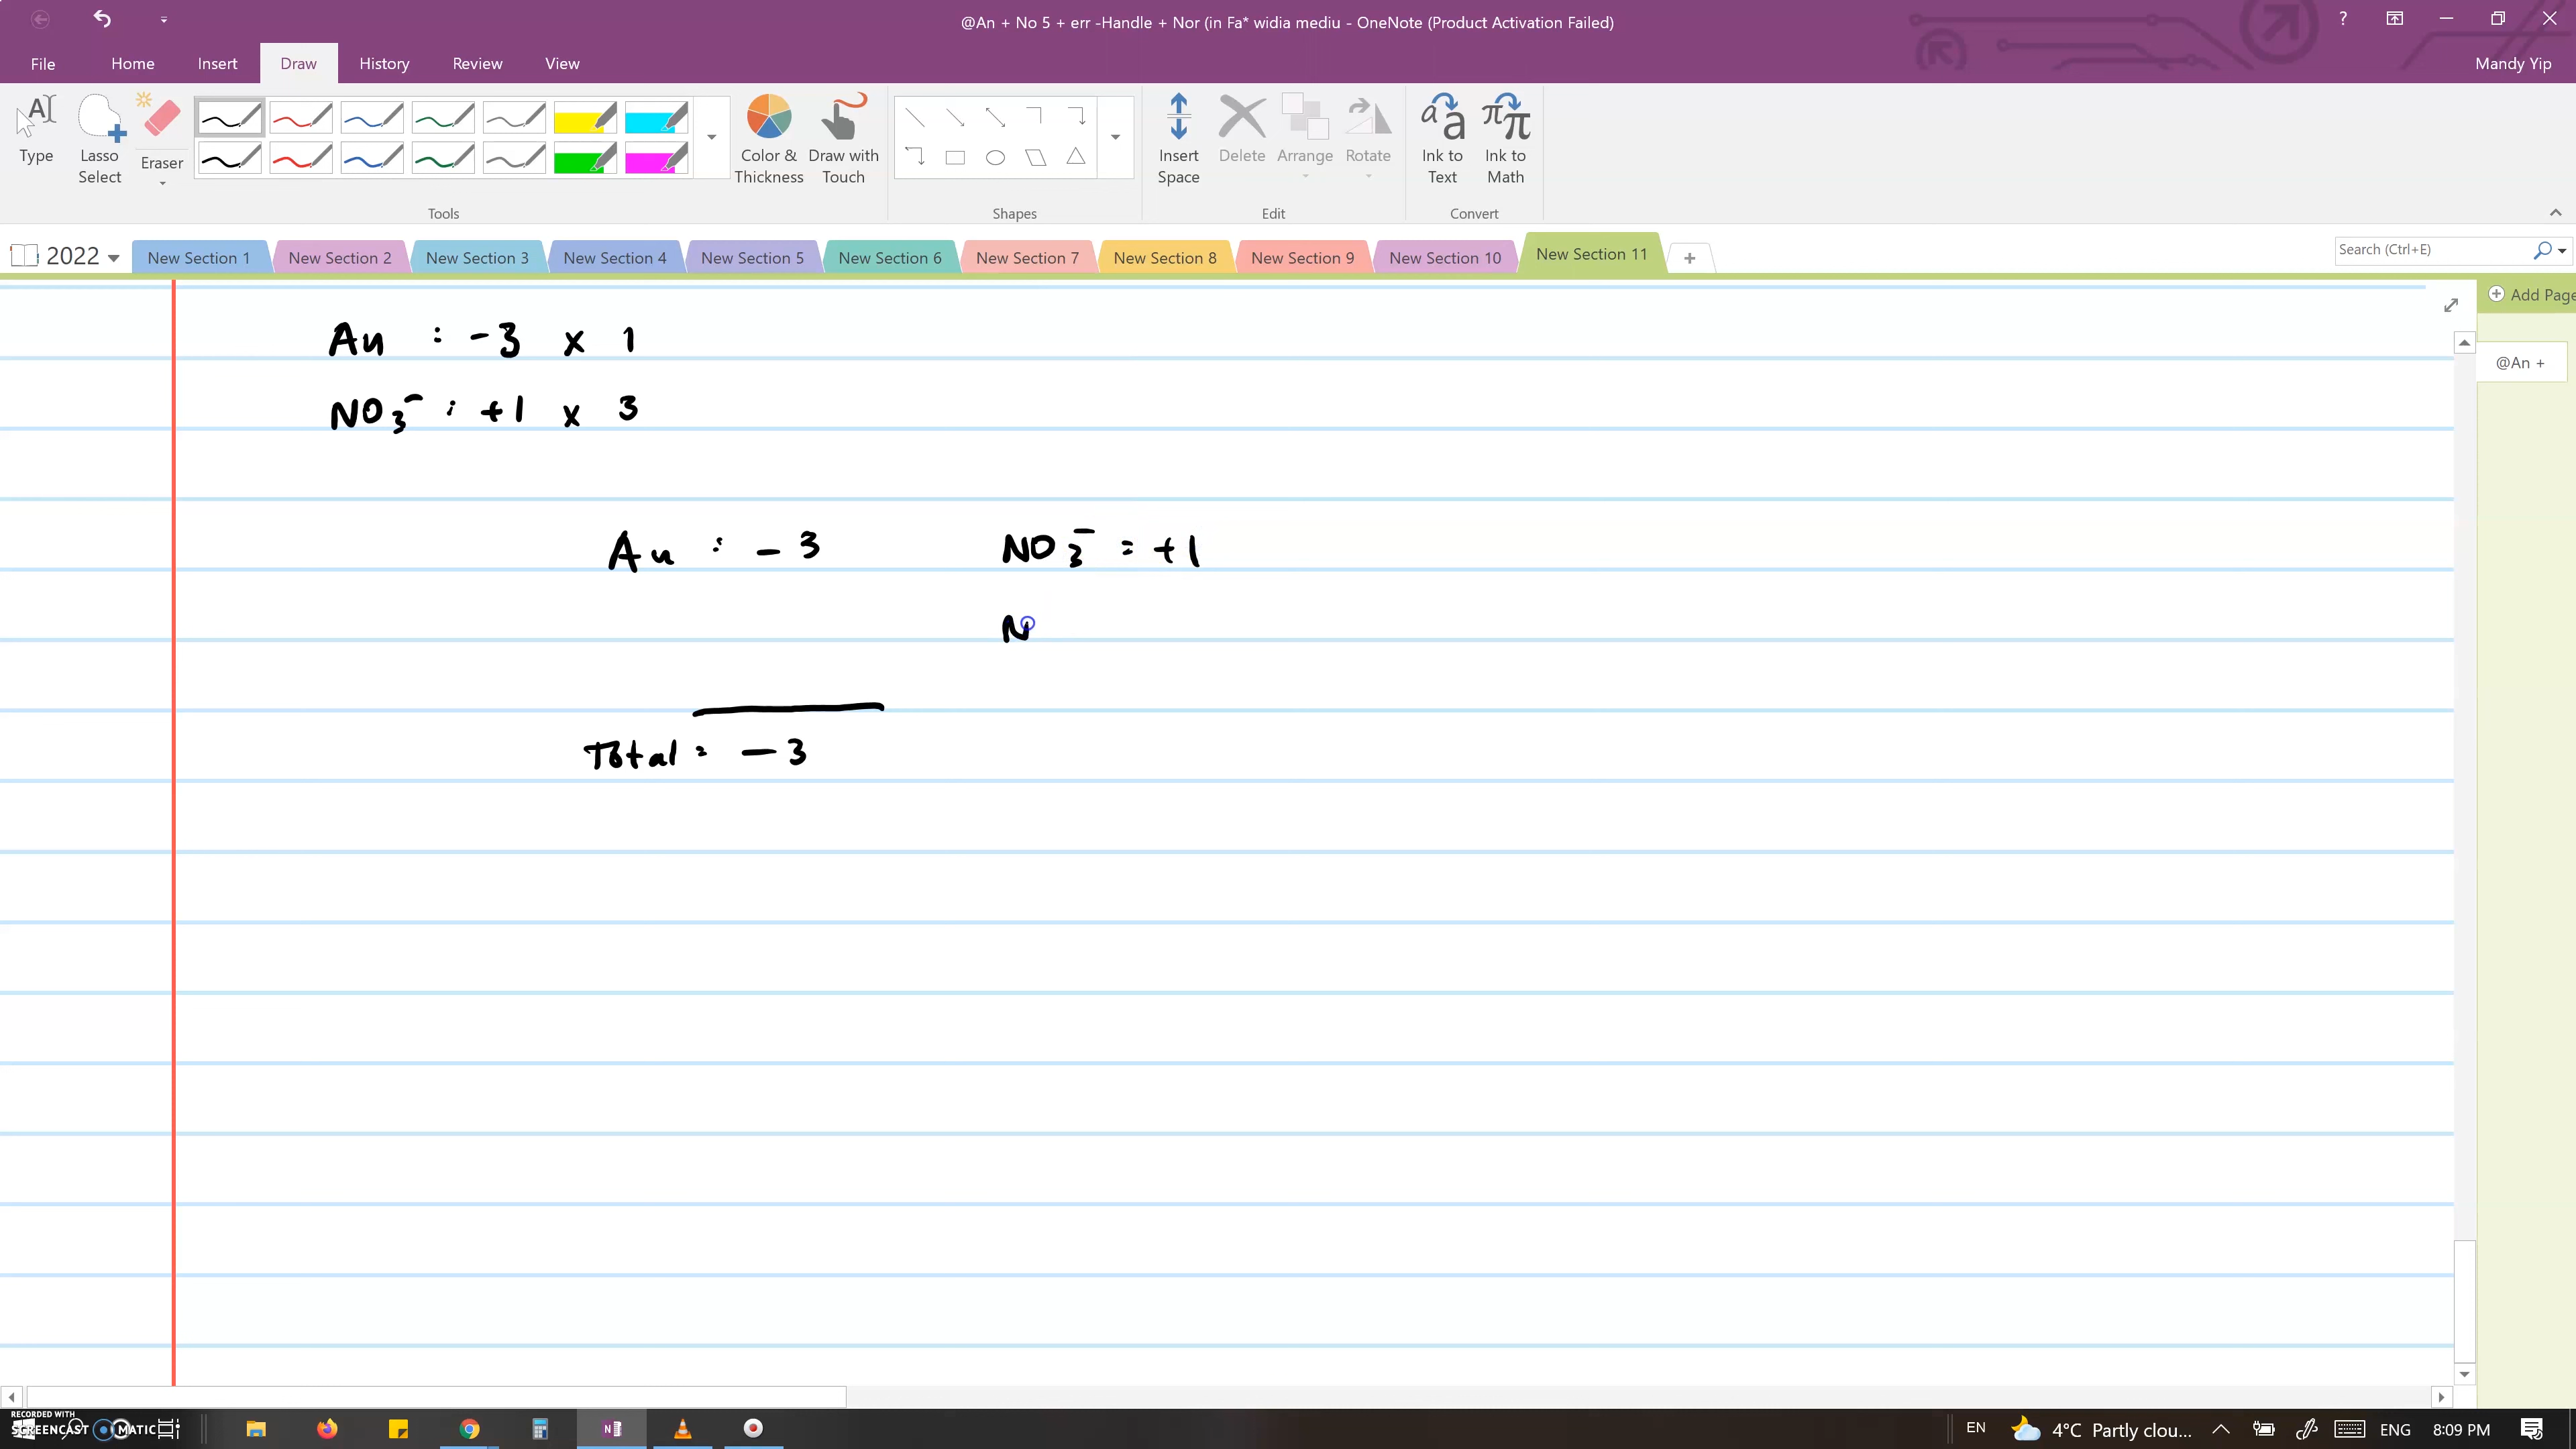 @An + No 5 + err -Handle + Nor (in Fa* widia mediu - OneNote (Product Activation Failed)
?
File Home Insert Draw History Review View Mandy Yip
Type
Lasso Select
Eraser
Color & Thickness
Draw with Touch
Insert Space
Delete
Arrange
Rotate
Ink to Text
Ink to Math
Tools Shapes Edit Convert
2022 New Section 1 New Section 2 New Section 3 New Section 4 New Section 5 New Section 6 New Section 7 New Section 8 New Section 9 New Section 10 New Section 11 + Search (Ctrl+E)
Add Page
@An +
Au : -3 x 1
NO3- : +1 x 3
Au : -3 NO3- = +1
N
Total = -3
RECORDED WITH
SCREENCAST MATIC
EN 4°C Partly clou... ENG 8:09 PM